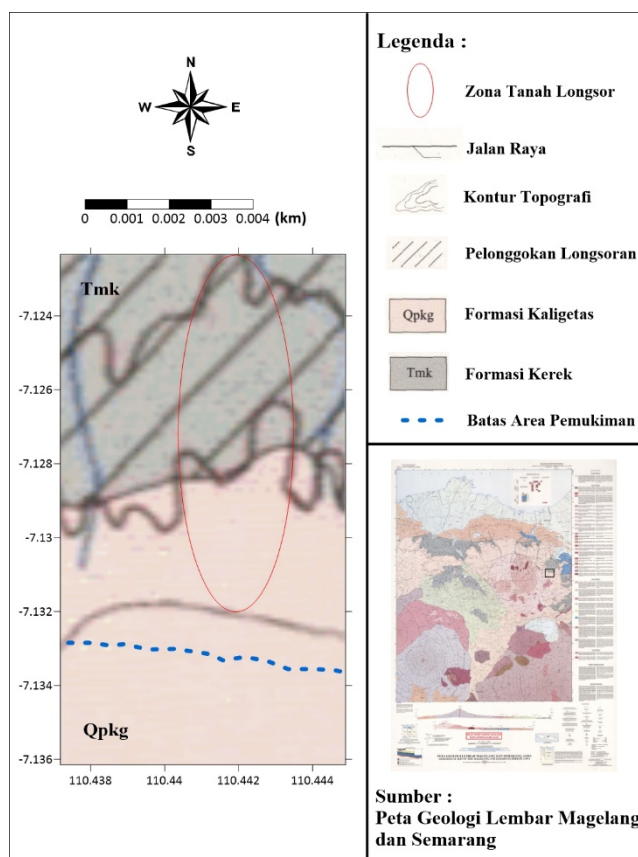 N
W E
S
0 0.001 0.002 0.003 0.004 (km)
Tmk
-7.124
-7.126
-7.128
-7.13
-7.132
-7.134
Qpkg
-7.136
110.438 110.44 110.442 110.444
Legenda :
Zona Tanah Longsor
Jalan Raya
Kontur Topografi
Pelonggokan Longsoran
Qpkg Formasi Kaligetas
Tmk Formasi Kerek
Batas Area Pemukiman
Sumber :
Peta Geologi Lembar Magelang
dan Semarang